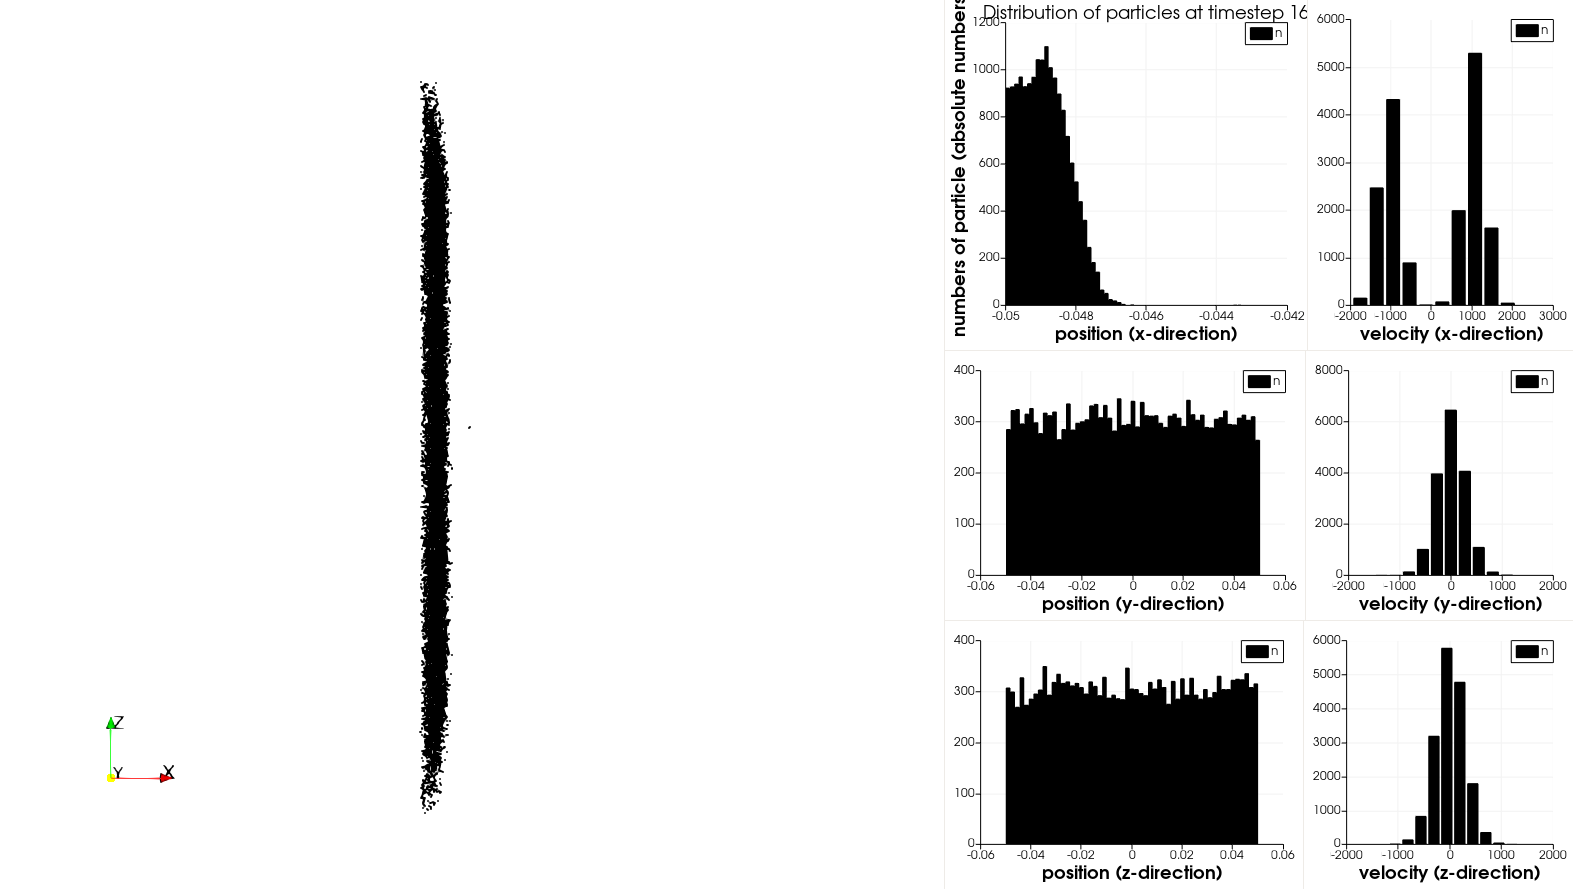 Distribution of particles at timestep 16
numbers of particle (absolute numbers
1200
1000
800
600
400
200
0
n
-0.05 -0.048 -0.046 -0.044 -0.042
position (x-direction)
6000
5000
4000
3000
2000
1000
0
n
-2000 -1000 0 1000 2000 3000
velocity (x-direction)
400
300
200
100
0
n
-0.06 -0.04 -0.02 0 0.02 0.04 0.06
position (y-direction)
8000
6000
4000
2000
0
n
-2000 -1000 0 1000 2000
velocity (y-direction)
400
300
200
100
0
n
-0.06 -0.04 -0.02 0 0.02 0.04 0.06
position (z-direction)
6000
5000
4000
3000
2000
1000
0
n
-2000 -1000 0 1000 2000
velocity (z-direction)
Z
Y X